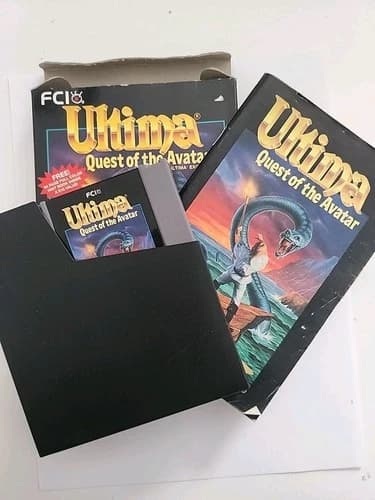 FCI
Ultima®
Quest of the Avatar
FREE!
FCI
Ultima
Quest of the Avatar
Ultima
Quest of the Avatar